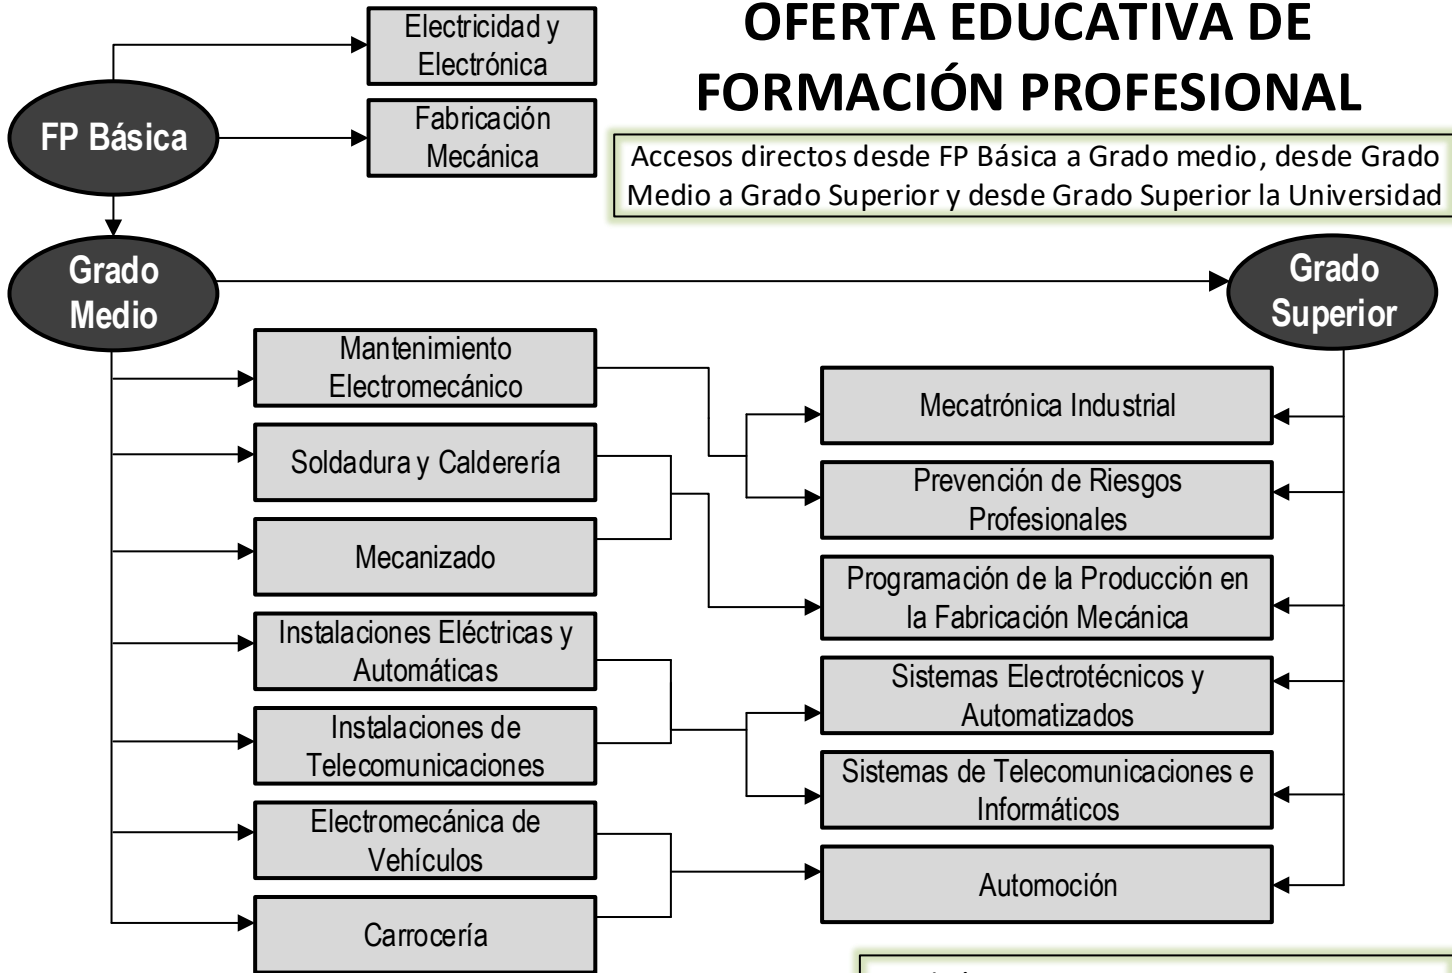 OFERTA EDUCATIVA DE
FORMACIÓN PROFESIONAL
Accesos directos desde FP Básica a Grado medio, desde Grado
Medio a Grado Superior y desde Grado Superior la Universidad
FP Básica
Electricidad y
Electrónica
Fabricación
Mecánica
Grado
Medio
Grado
Superior
Mantenimiento
Electromecánico
Soldadura y Calderería
Mecanizado
Instalaciones Eléctricas y
Automáticas
Instalaciones de
Telecomunicaciones
Electromecánica de
Vehículos
Carrocería
Mecatrónica Industrial
Prevención de Riesgos
Profesionales
Programación de la Producción en
la Fabricación Mecánica
Sistemas Electrotécnicos y
Automatizados
Sistemas de Telecomunicaciones e
Informáticos
Automoción